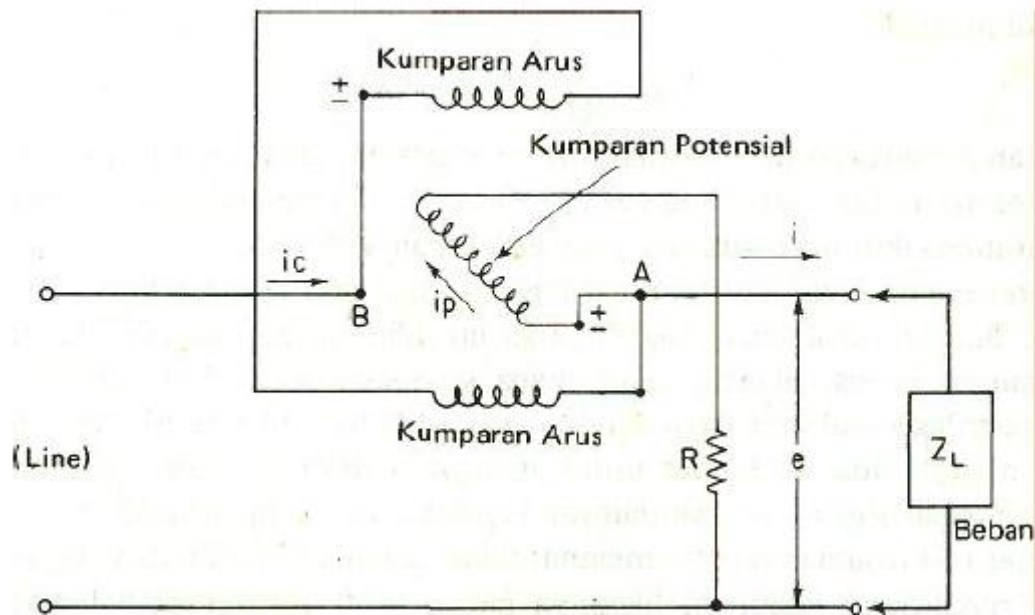 Kumparan Arus
±
Kumparan Potensial
i
ic
ip
A
B
±
Kumparan Arus
(Line)
R
e
ZL
Beban